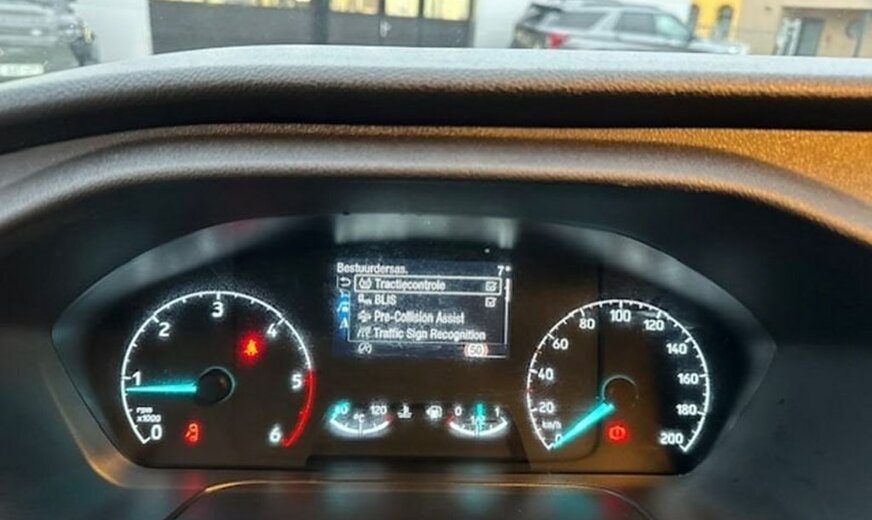 Bestuurdersas. 7°
Tractiecontrole
BLIS
Pre-Collision Assist
Traffic Sign Recognition
50
0 1 2 3 4 5 6
rpm
x1000
120
°C
0 1
0 20 40 60 80 100 120 140 160 180 200
km/h